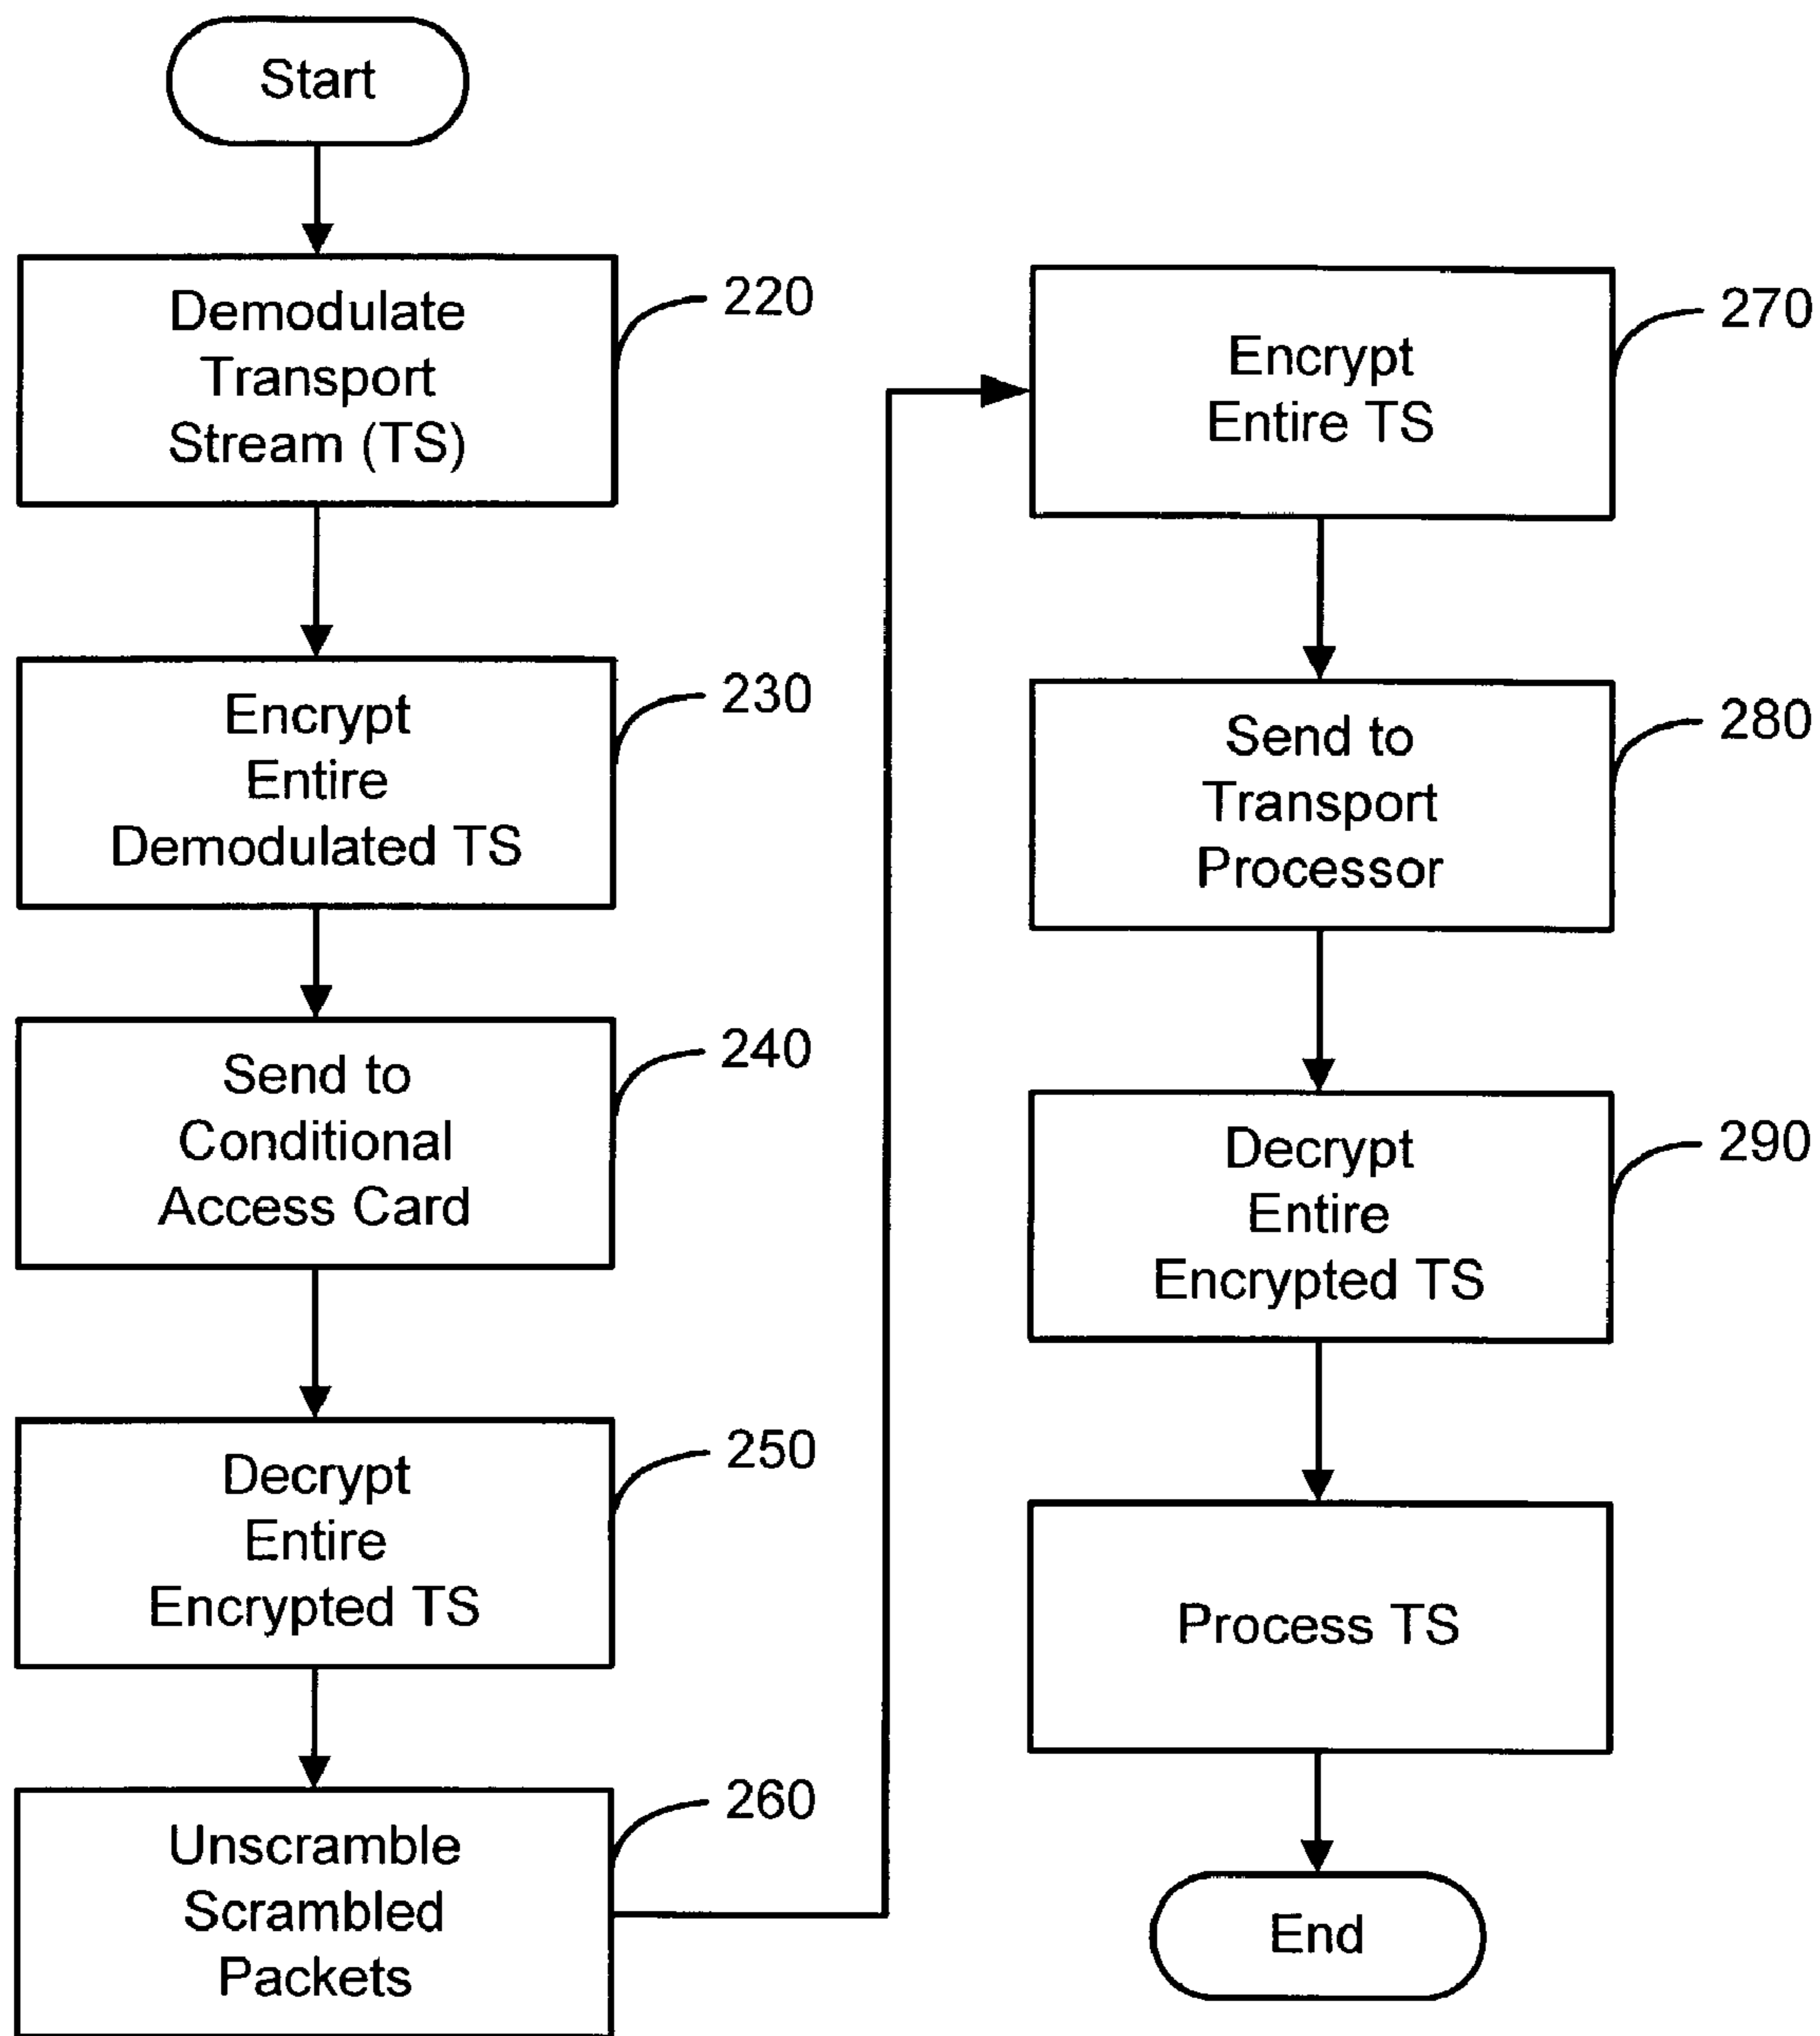 Start
Demodulate
Transport
Stream (TS)
220
Encrypt
Entire
Demodulated TS
230
Send to
Conditional
Access Card
240
Decrypt
Entire
Encrypted TS
250
Unscramble
Scrambled
Packets
260
Encrypt
Entire TS
270
Send to
Transport
Processor
280
Decrypt
Entire
Encrypted TS
290
Process TS
End